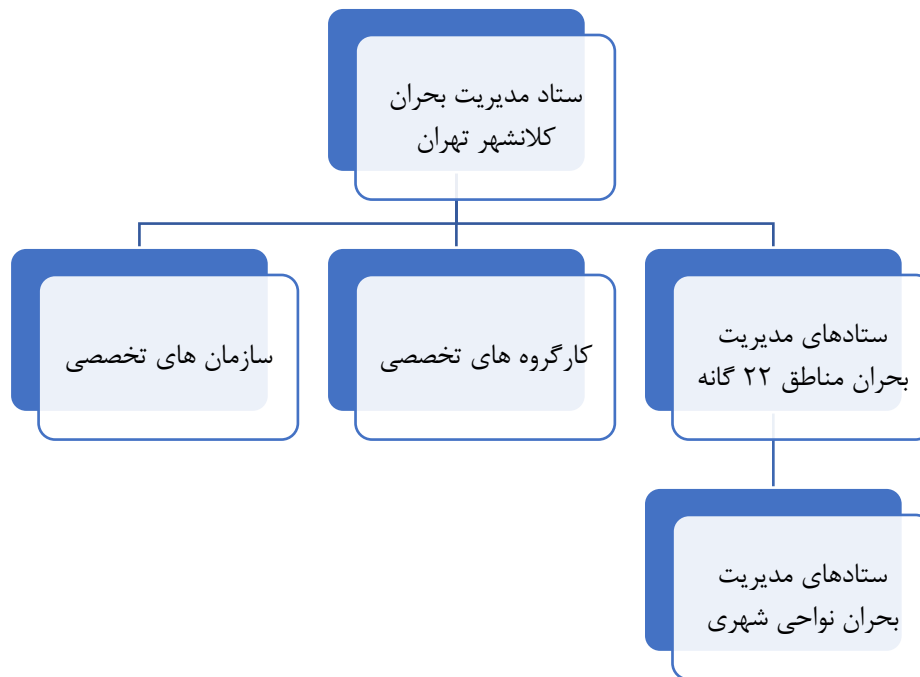 ستاد مدیریت بحران
کلانشهر تهران
ستادهای مدیریت
بحران مناطق ۲۲ گانه
کارگروه های تخصصی
سازمان های تخصصی
ستادهای مدیریت
بحران نواحی شهری